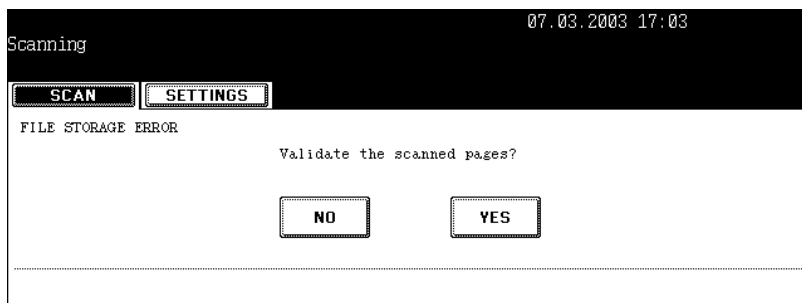 07.03.2003 17:03
Scanning
SCAN SETTINGS
FILE STORAGE ERROR
Validate the scanned pages?
NO YES